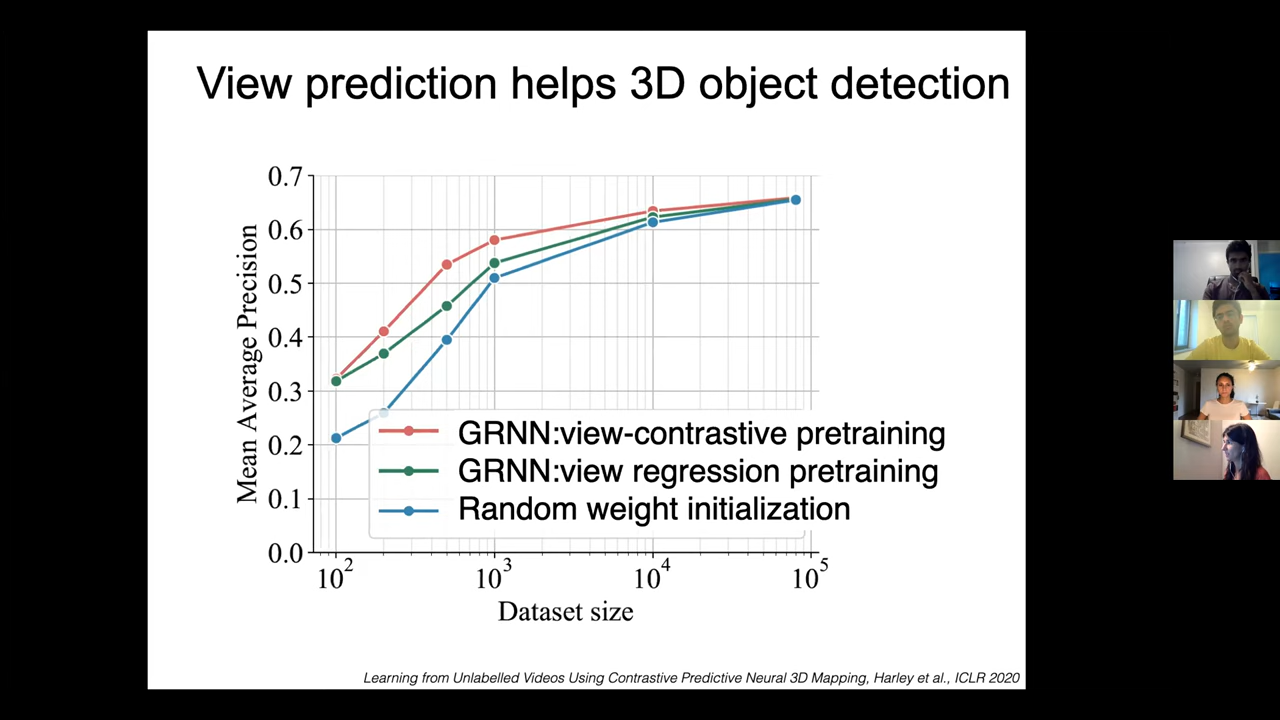 View prediction helps 3D object detection
0.7
0.6
0.5
0.4
0.3
0.2
0.1
0.0
Mean Average Precision
GRNN:view-contrastive pretraining
GRNN:view regression pretraining
Random weight initialization
10² 10³ 10⁴ 10⁵
Dataset size
Learning from Unlabelled Videos Using Contrastive Predictive Neural 3D Mapping, Harley et al., ICLR 2020